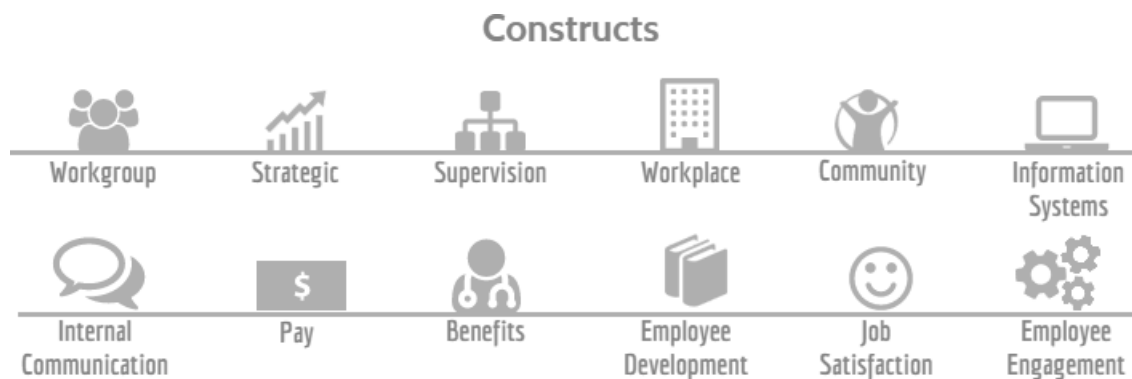 Constructs
Workgroup
Strategic
Supervision
Workplace
Community
Information
Systems
Internal
Communication
$
Pay
Benefits
Employee
Development
Job
Satisfaction
Employee
Engagement